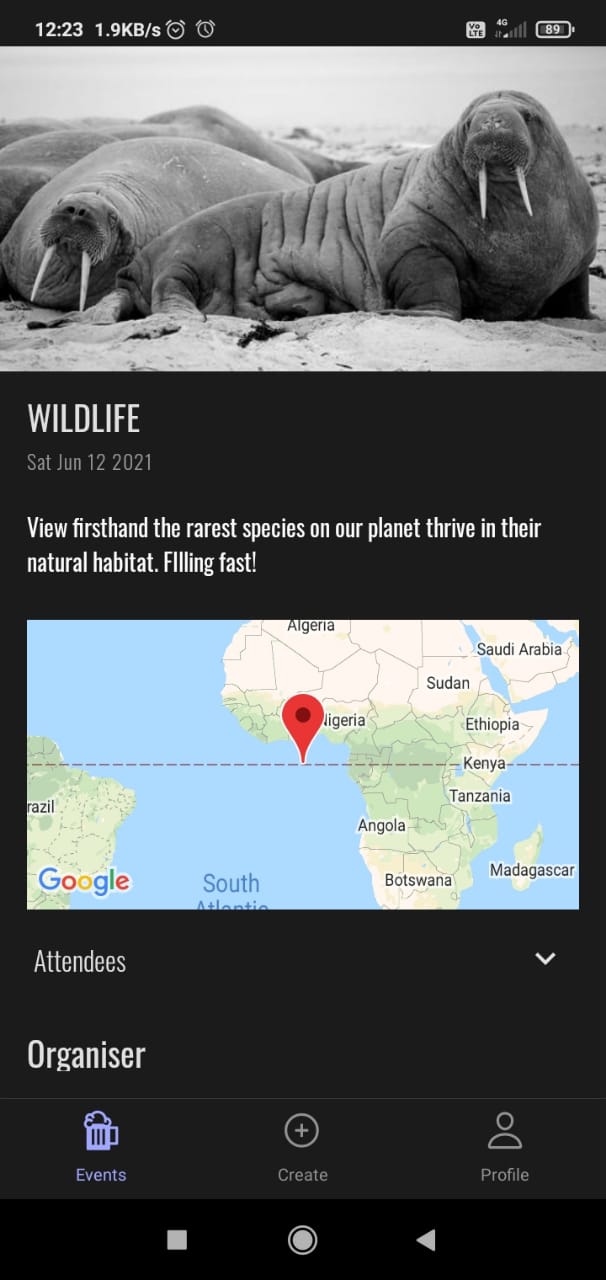 12:23 1.9KB/s Vo LTE 4G 89
WILDLIFE
Sat Jun 12 2021
View firsthand the rarest species on our planet thrive in their
natural habitat. FIlling fast!
Algeria
Saudi Arabia
Sudan
Nigeria
Ethiopia
Kenya
Tanzania
razil
Angola
Madagascar
Botswana
Google
South
Atlantic
Attendees
Organiser
Events Create Profile